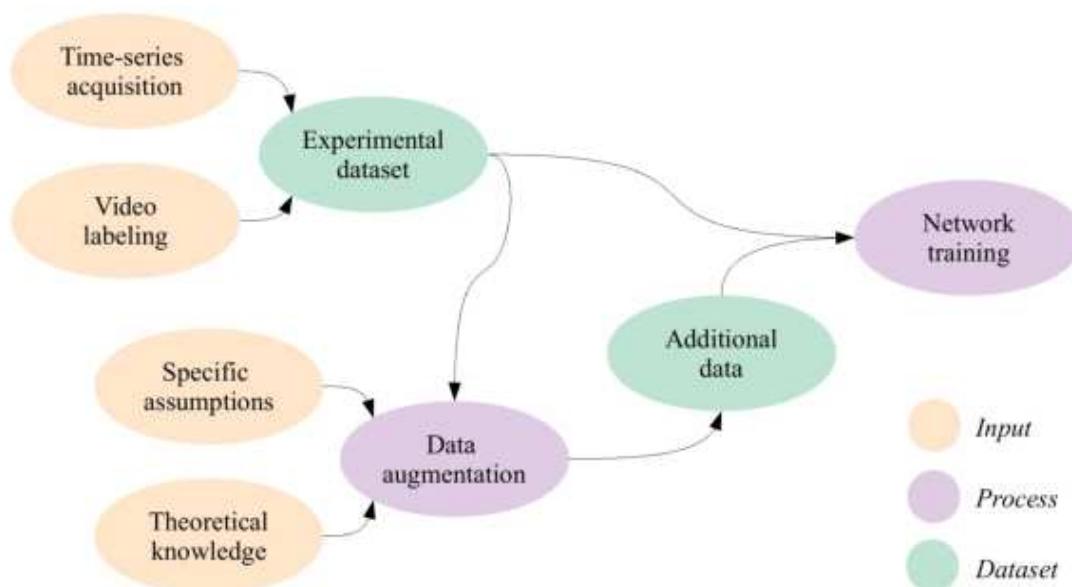 Time-series
acquisition
Experimental
dataset
Video
labeling
Network
training
Additional
data
Specific
assumptions
Data
augmentation
Theoretical
knowledge
Input
Process
Dataset